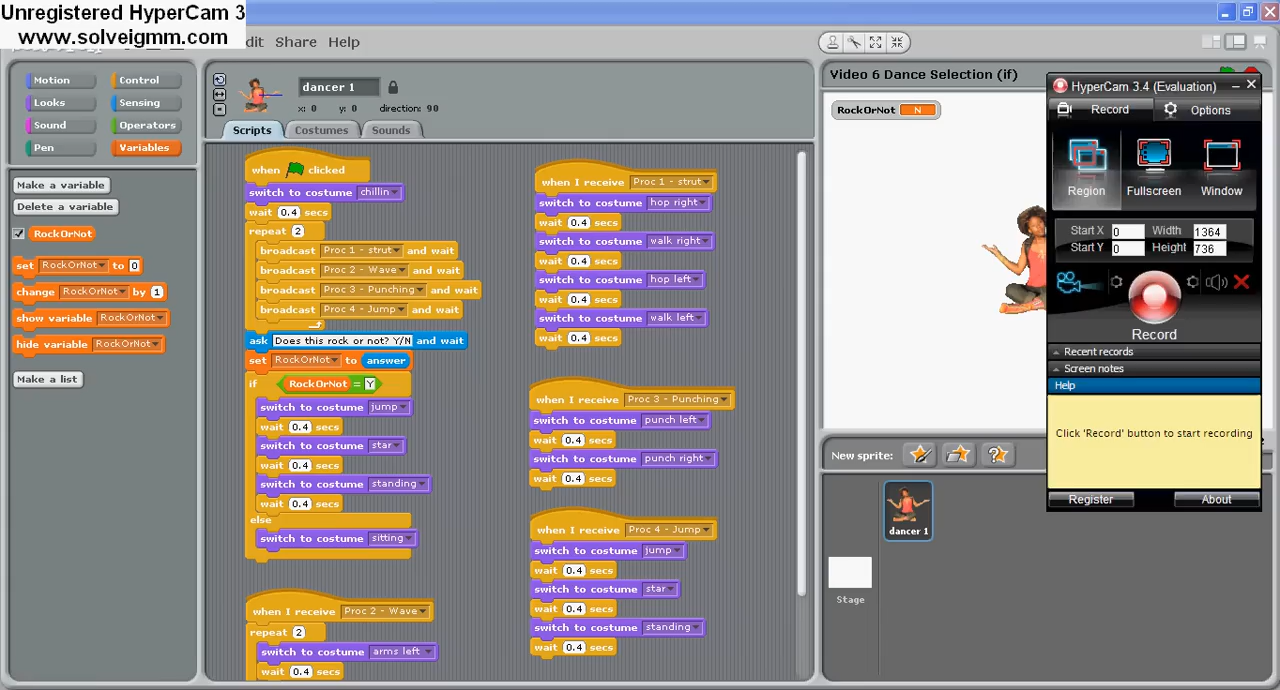 Unregistered HyperCam 3
www.solveigmm.com
dit Share Help
Motion Control
Looks Sensing
Sound Operators
Pen Variables
Make a variable
Delete a variable
RockOrNot
set RockOrNot to 0
change RockOrNot by 1
show variable RockOrNot
hide variable RockOrNot
Make a list
dancer 1
x: 0 y: 0 direction: 90
Scripts Costumes Sounds
when clicked
switch to costume chillin
wait 0.4 secs
repeat 2
broadcast Proc 1 - strut and wait
broadcast Proc 2 - Wave and wait
broadcast Proc 3 - Punching and wait
broadcast Proc 4 - Jump and wait
ask Does this rock or not? Y/N and wait
set RockOrNot to answer
if RockOrNot = Y
switch to costume jump
wait 0.4 secs
switch to costume star
wait 0.4 secs
switch to costume standing
wait 0.4 secs
else
switch to costume sitting
when I receive Proc 2 - Wave
repeat 2
switch to costume arms left
wait 0.4 secs
when I receive Proc 1 - strut
switch to costume hop right
wait 0.4 secs
switch to costume walk right
wait 0.4 secs
switch to costume hop left
wait 0.4 secs
switch to costume walk left
wait 0.4 secs
when I receive Proc 3 - Punching
switch to costume punch left
wait 0.4 secs
switch to costume punch right
wait 0.4 secs
when I receive Proc 4 - Jump
switch to costume jump
wait 0.4 secs
switch to costume star
wait 0.4 secs
switch to costume standing
wait 0.4 secs
Video 6 Dance Selection (if)
RockOrNot N
New sprite:
dancer 1
Stage
HyperCam 3.4 (Evaluation)
Record Options
Region Fullscreen Window
Start X 0 Width 1364
Start Y 0 Height 736
Record
Recent records
Screen notes
Help
Click 'Record' button to start recording
Register About